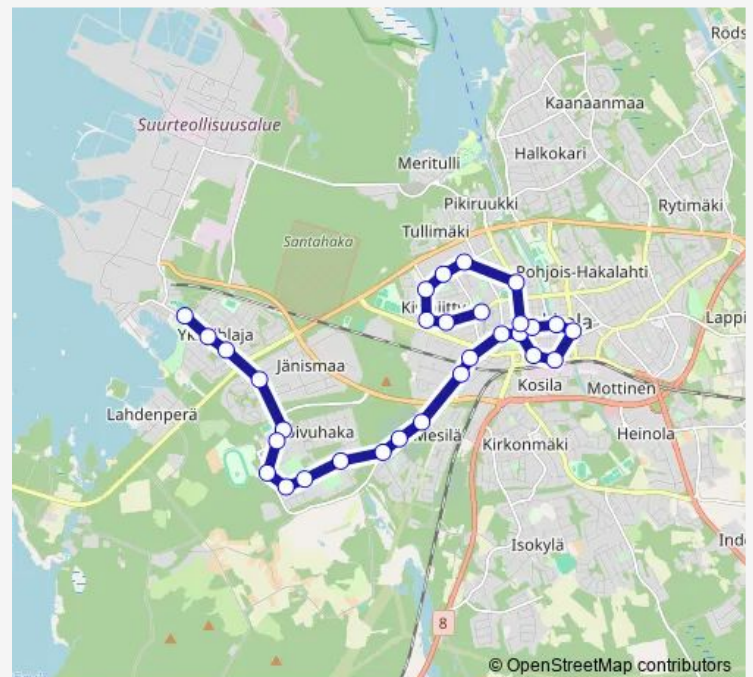 Röds
Kaanaanmaa
Suurteollisuusalue
Halkokari
Meritulli
Pikiruukki
Rytimäki
Tullimäki
Santahaka
Pohjois-Hakalahti
Lappi
Jänismaa
Kosila
Mottinen
Lahdenperä
Heinola
Kirkonmäki
Isokylä
Ind
8
© OpenStreetMap contributors